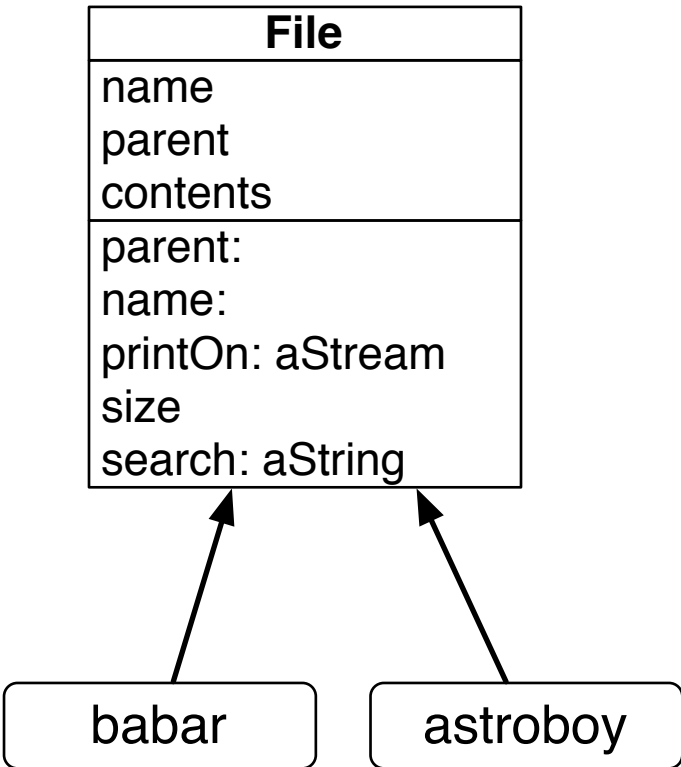 File
name
parent
contents
parent:
name:
printOn: aStream
size
search: aString
babar
astroboy